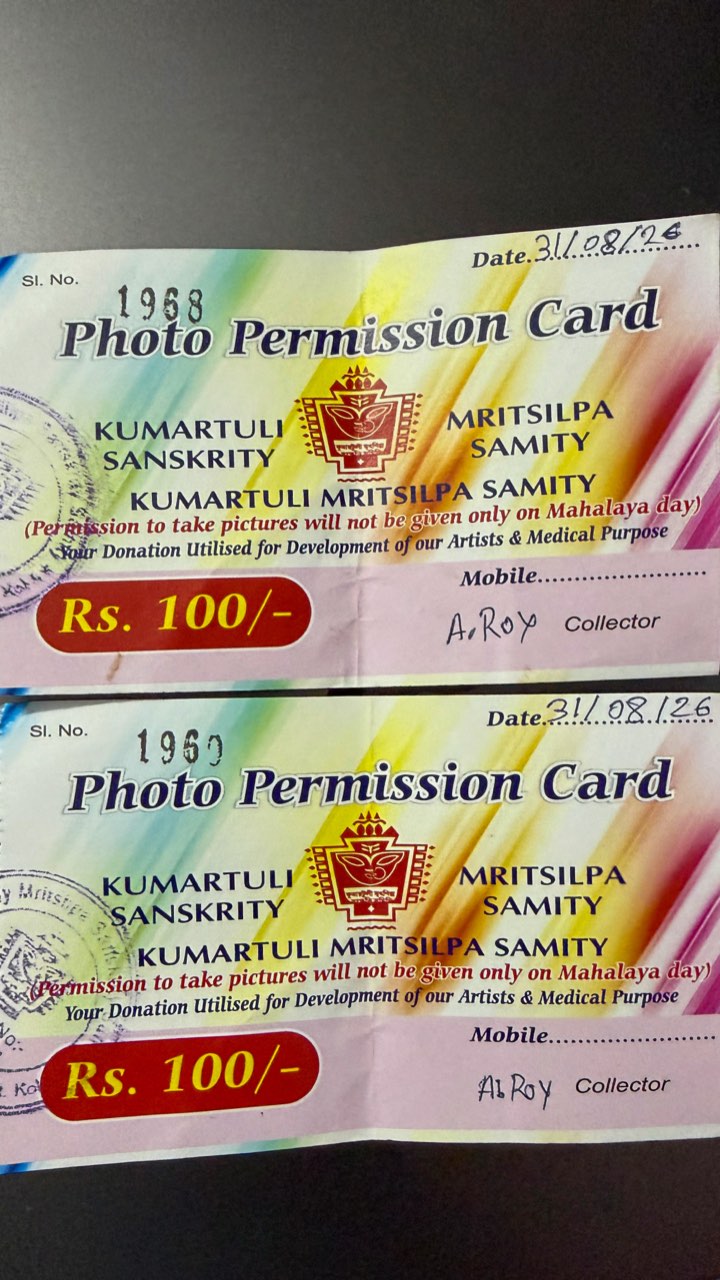 Sl. No.
1968
Date.31/08/26
Photo Permission Card
KUMARTULI
SANSKRITY
MRITSILPA
SAMITY
KUMARTULI MRITSILPA SAMITY
(Permission to take pictures will not be given only on Mahalaya day)
Your Donation Utilised for Development of our Artists & Medical Purpose
Rs. 100/-
Mobile..........................
A. ROY Collector
Sl. No.
Date.31/08/26
Photo Permission Card
KUMARTULI
SANSKRITY
MRITSILPA
SAMITY
KUMARTULI MRITSILPA SAMITY
(Permission to take pictures will not be given only on Mahalaya day)
Your Donation Utilised for Development of our Artists & Medical Purpose
Rs. 100/-
Mobile..........................
Roy Collector